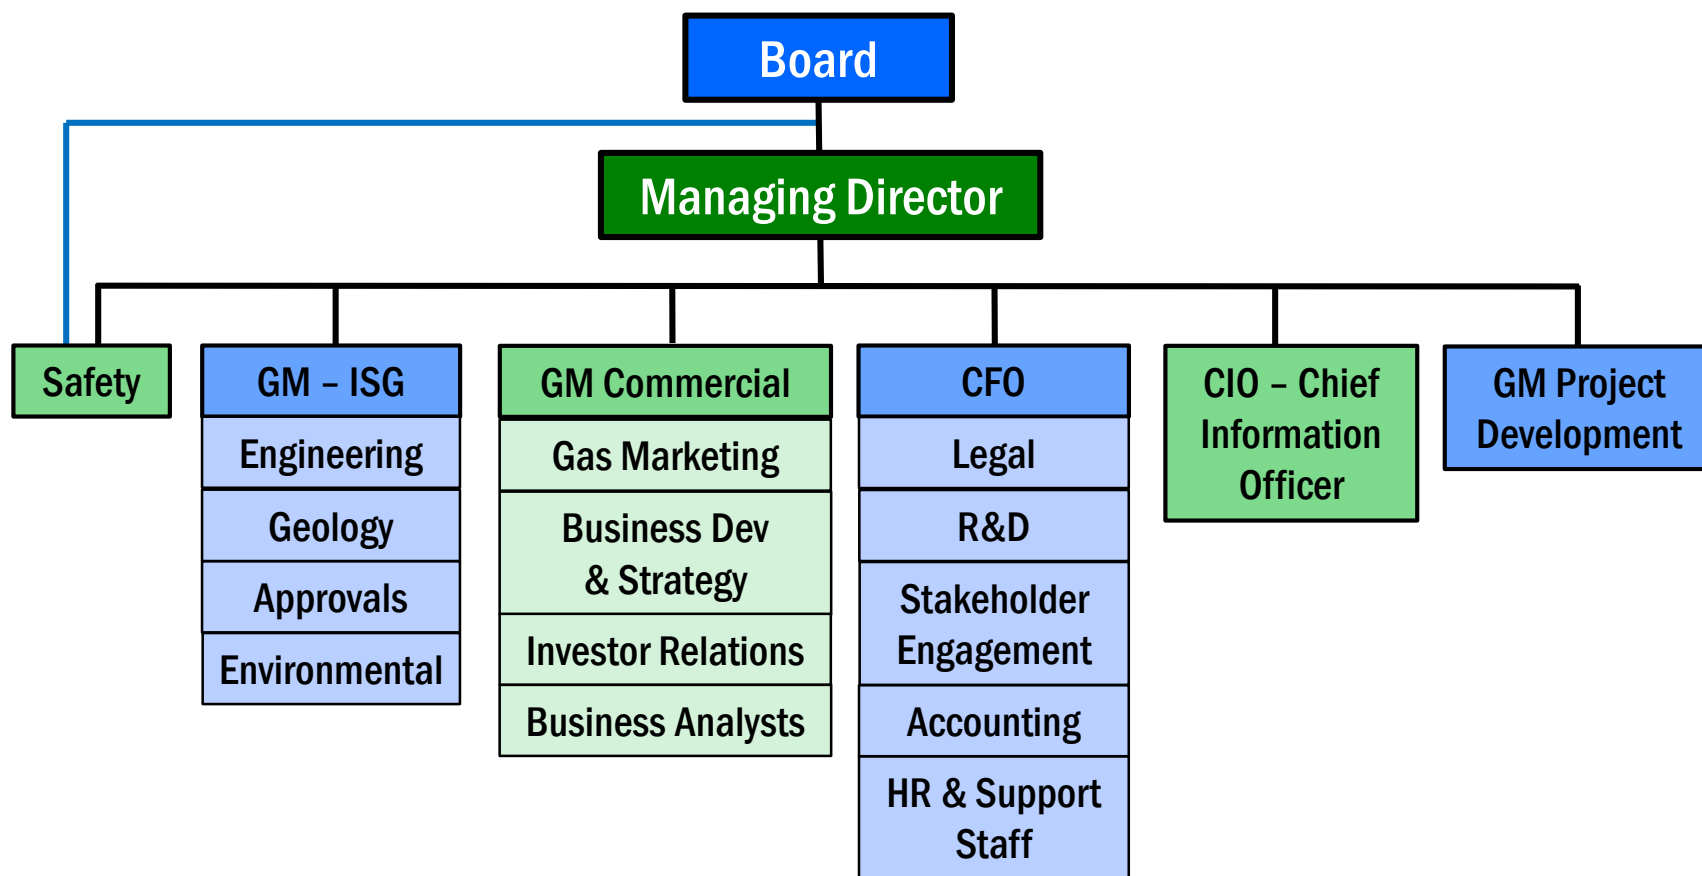 Board
Managing Director
Safety
GM – ISG
Engineering
Geology
Approvals
Environmental
GM Commercial
Gas Marketing
Business Dev
& Strategy
Investor Relations
Business Analysts
CFO
Legal
R&D
Stakeholder
Engagement
Accounting
HR & Support
Staff
CIO – Chief
Information
Officer
GM Project
Development